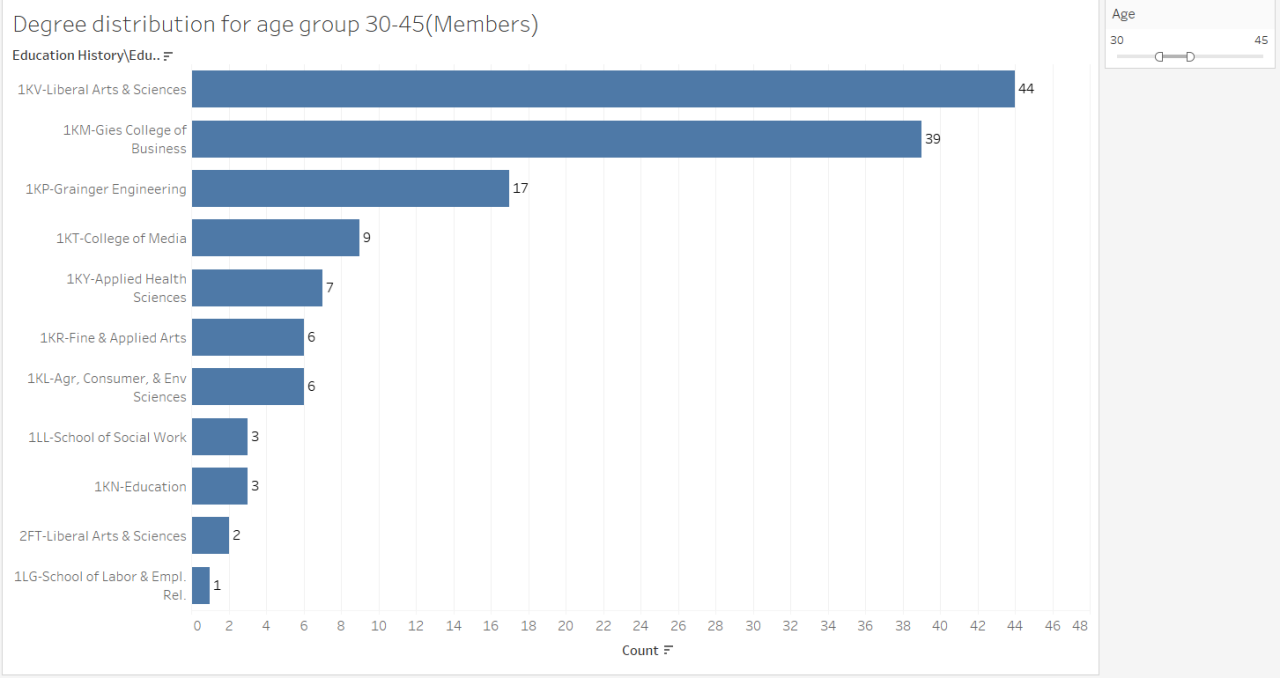 Degree distribution for age group 30-45(Members)
Age
30 45
Education History\Edu..
1KV-Liberal Arts & Sciences 44
1KM-Gies College of
Business 39
1KP-Grainger Engineering 17
1KT-College of Media 9
1KY-Applied Health
Sciences 7
1KR-Fine & Applied Arts 6
1KL-Agr, Consumer, & Env
Sciences 6
1LL-School of Social Work 3
1KN-Education 3
2FT-Liberal Arts & Sciences 2
1LG-School of Labor & Empl.
Rel. 1
0 2 4 6 8 10 12 14 16 18 20 22 24 26 28 30 32 34 36 38 40 42 44 46 48
Count